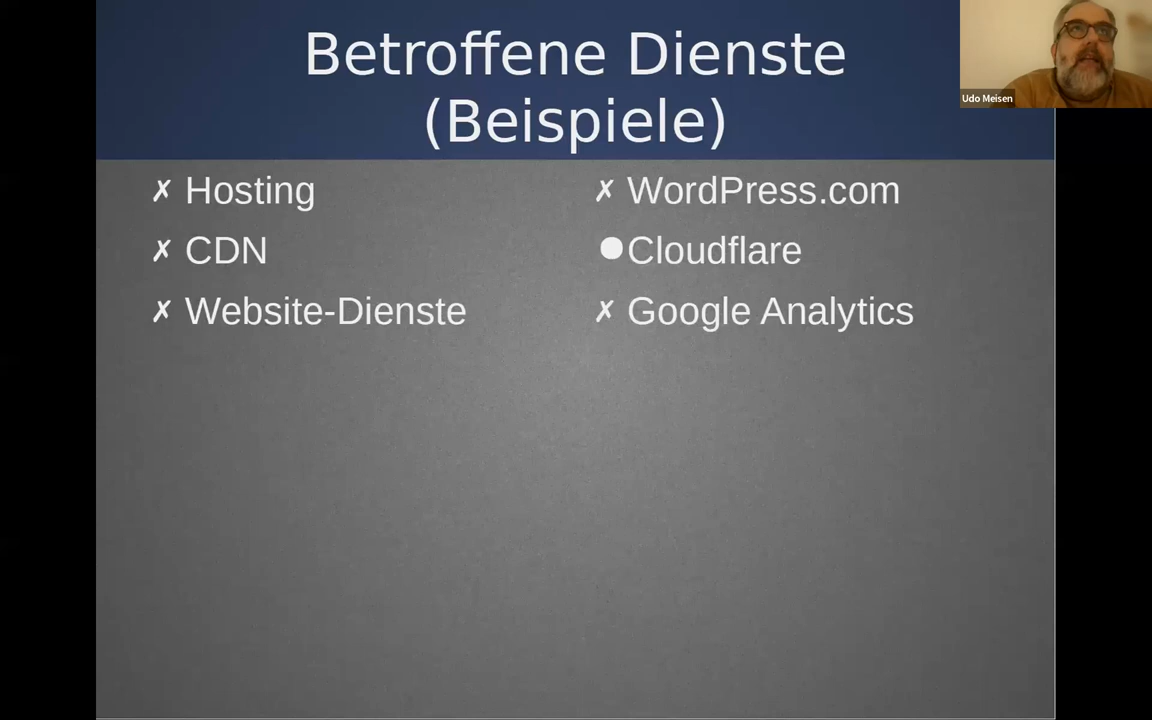 Betroffene Dienste
(Beispiele)
Udo Meisen
✗ Hosting
✗ CDN
✗ Website-Dienste
✗ WordPress.com
● Cloudflare
✗ Google Analytics